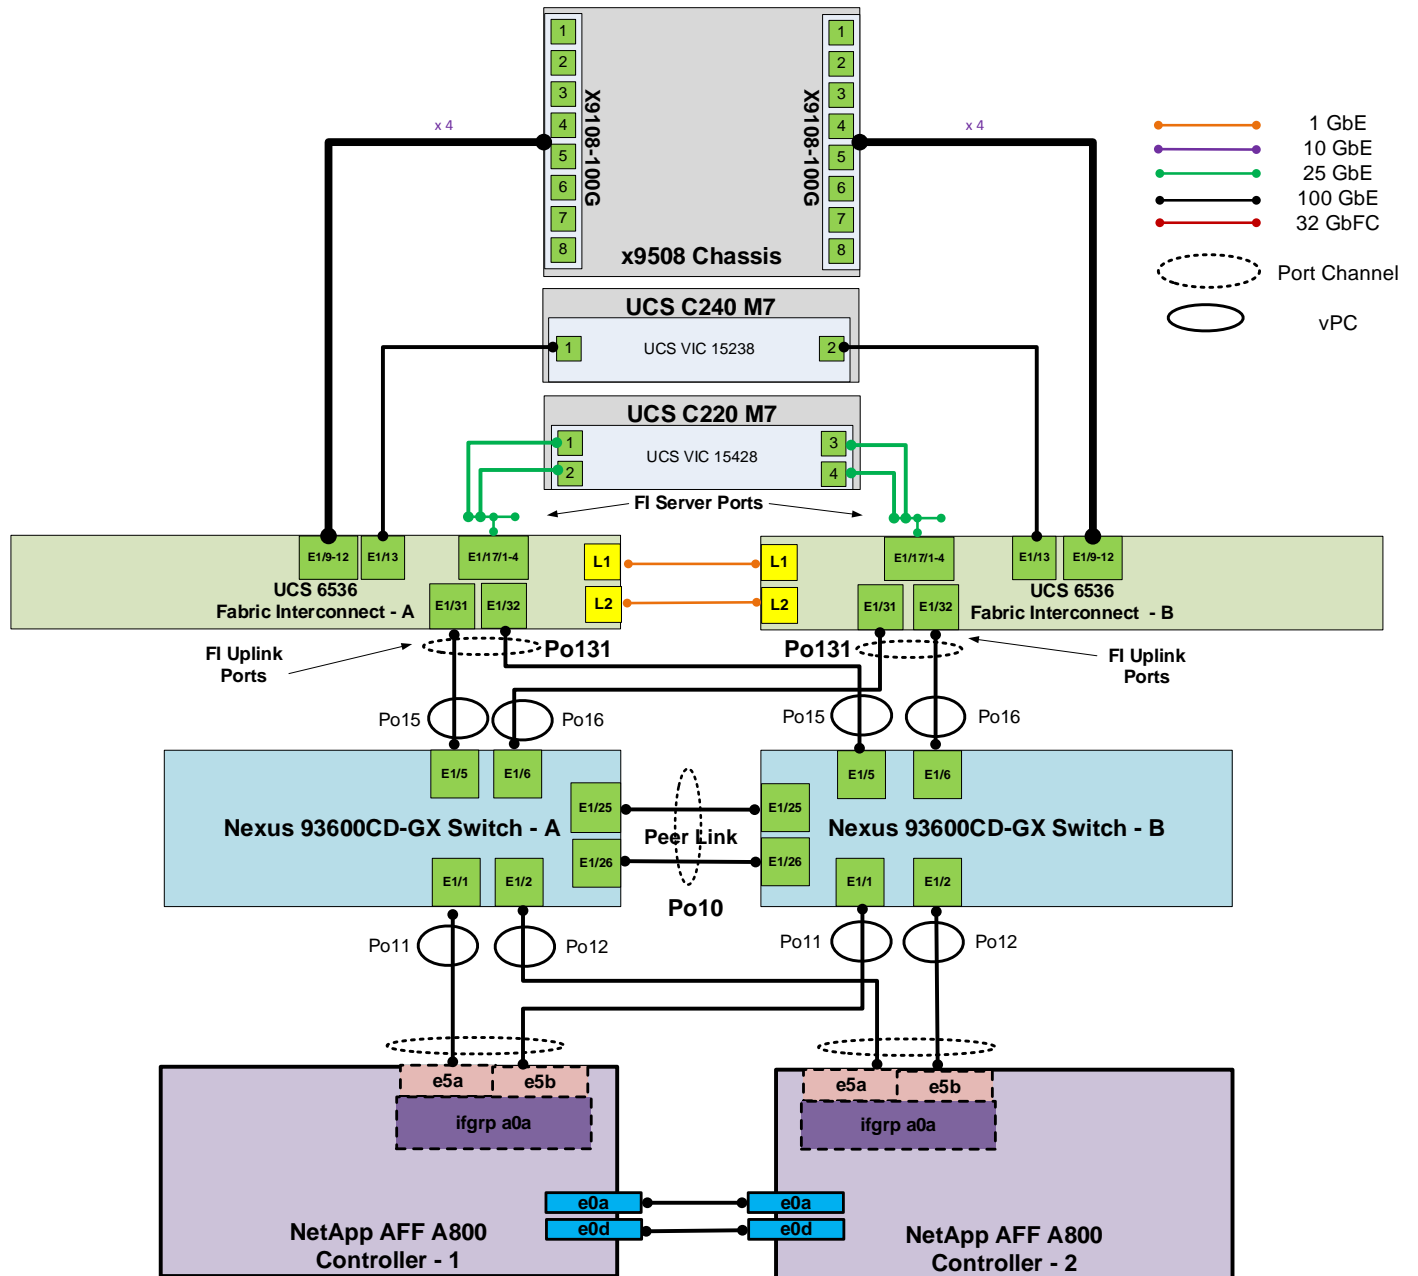 1
2
3
4
5
6
7
8
X9108-100G
x9508 Chassis
X9108-100G
1
2
3
4
5
6
7
8
x 4
x 4
1 GbE
10 GbE
25 GbE
100 GbE
32 GbFC
Port Channel
vPC
UCS C240 M7
1
UCS VIC 15238
2
UCS C220 M7
1
2
UCS VIC 15428
3
4
FI Server Ports
E1/9-12
E1/13
E1/17/1-4
L1
L2
UCS 6536
Fabric Interconnect - A
E1/31
E1/32
L1
L2
E1/17/1-4
E1/13
E1/9-12
E1/31
E1/32
UCS 6536
Fabric Interconnect - B
FI Uplink
Ports
Po131
Po131
FI Uplink
Ports
Po15
Po16
Po15
Po16
E1/5
E1/6
E1/25
Nexus 93600CD-GX Switch - A
E1/26
E1/1
E1/2
Peer Link
Po10
E1/5
E1/6
E1/25
Nexus 93600CD-GX Switch - B
E1/26
E1/1
E1/2
Po11
Po12
Po11
Po12
e5a
e5b
ifgrp a0a
e0a
e0d
NetApp AFF A800
Controller - 1
e5a
e5b
ifgrp a0a
e0a
e0d
NetApp AFF A800
Controller - 2